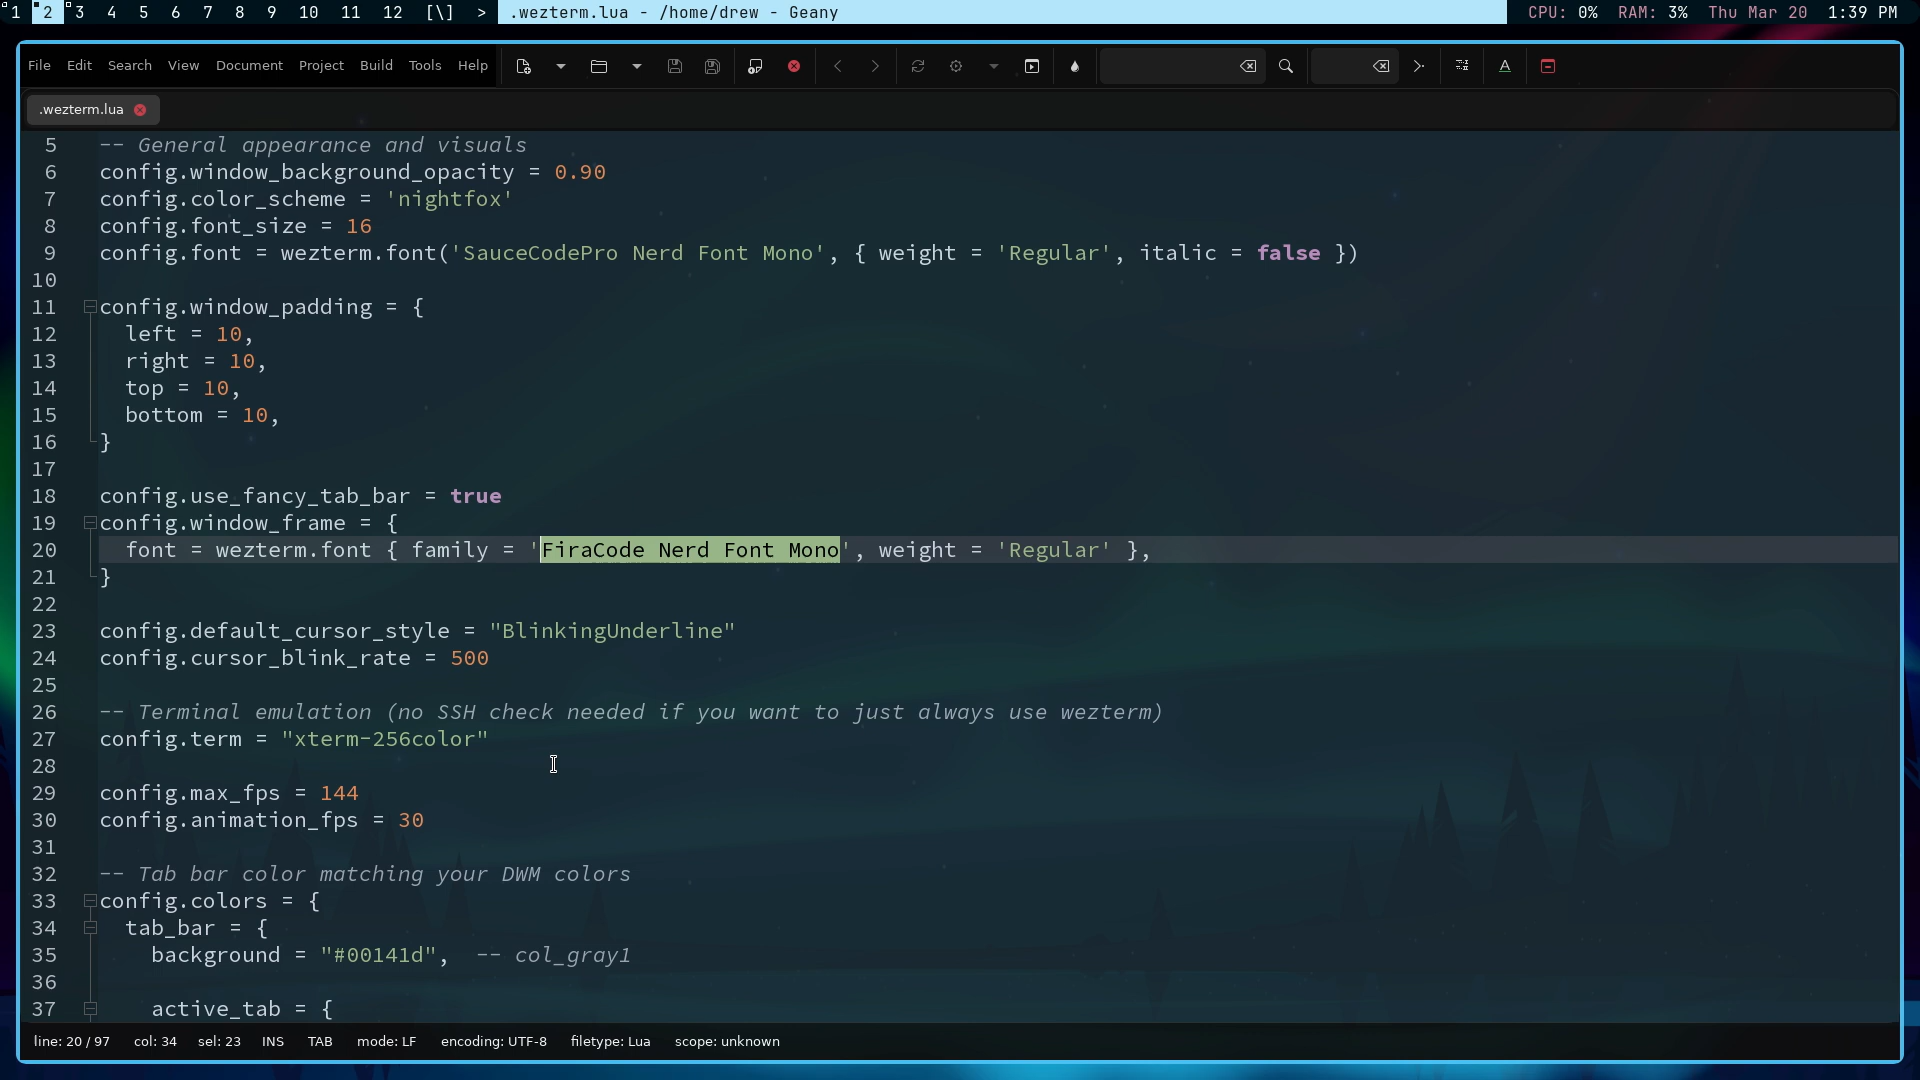 1 2 3 4 5 6 7 8 9 10 11 12 [\] > .wezterm.lua - /home/drew - Geany CPU: 0% RAM: 3% Thu Mar 20 1:39 PM
File Edit Search View Document Project Build Tools Help
.wezterm.lua
5 -- General appearance and visuals
6 config.window_background_opacity = 0.90
7 config.color_scheme = 'nightfox'
8 config.font_size = 16
9 config.font = wezterm.font('SauceCodePro Nerd Font Mono', { weight = 'Regular', italic = false })
10
11 config.window_padding = {
12   left = 10,
13   right = 10,
14   top = 10,
15   bottom = 10,
16 }
17
18 config.use_fancy_tab_bar = true
19 config.window_frame = {
20   font = wezterm.font { family = 'FiraCode Nerd Font Mono', weight = 'Regular' },
21 }
22
23 config.default_cursor_style = "BlinkingUnderline"
24 config.cursor_blink_rate = 500
25
26 -- Terminal emulation (no SSH check needed if you want to just always use wezterm)
27 config.term = "xterm-256color"
28
29 config.max_fps = 144
30 config.animation_fps = 30
31
32 -- Tab bar color matching your DWM colors
33 config.colors = {
34   tab_bar = {
35     background = "#00141d",  -- col_gray1
36
37     active_tab = {
line: 20 / 97 col: 34 sel: 23 INS TAB mode: LF encoding: UTF-8 filetype: Lua scope: unknown